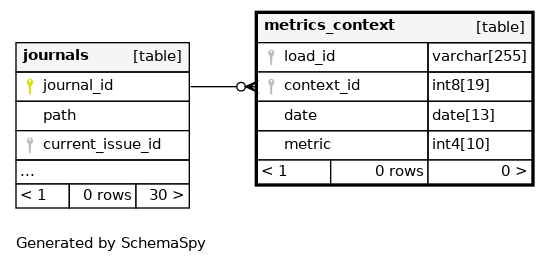 journals [table]
journal_id
path
current_issue_id
...
< 1 0 rows 30 >
metrics_context [table]
load_id varchar[255]
context_id int8[19]
date date[13]
metric int4[10]
< 1 0 rows 0 >
Generated by SchemaSpy